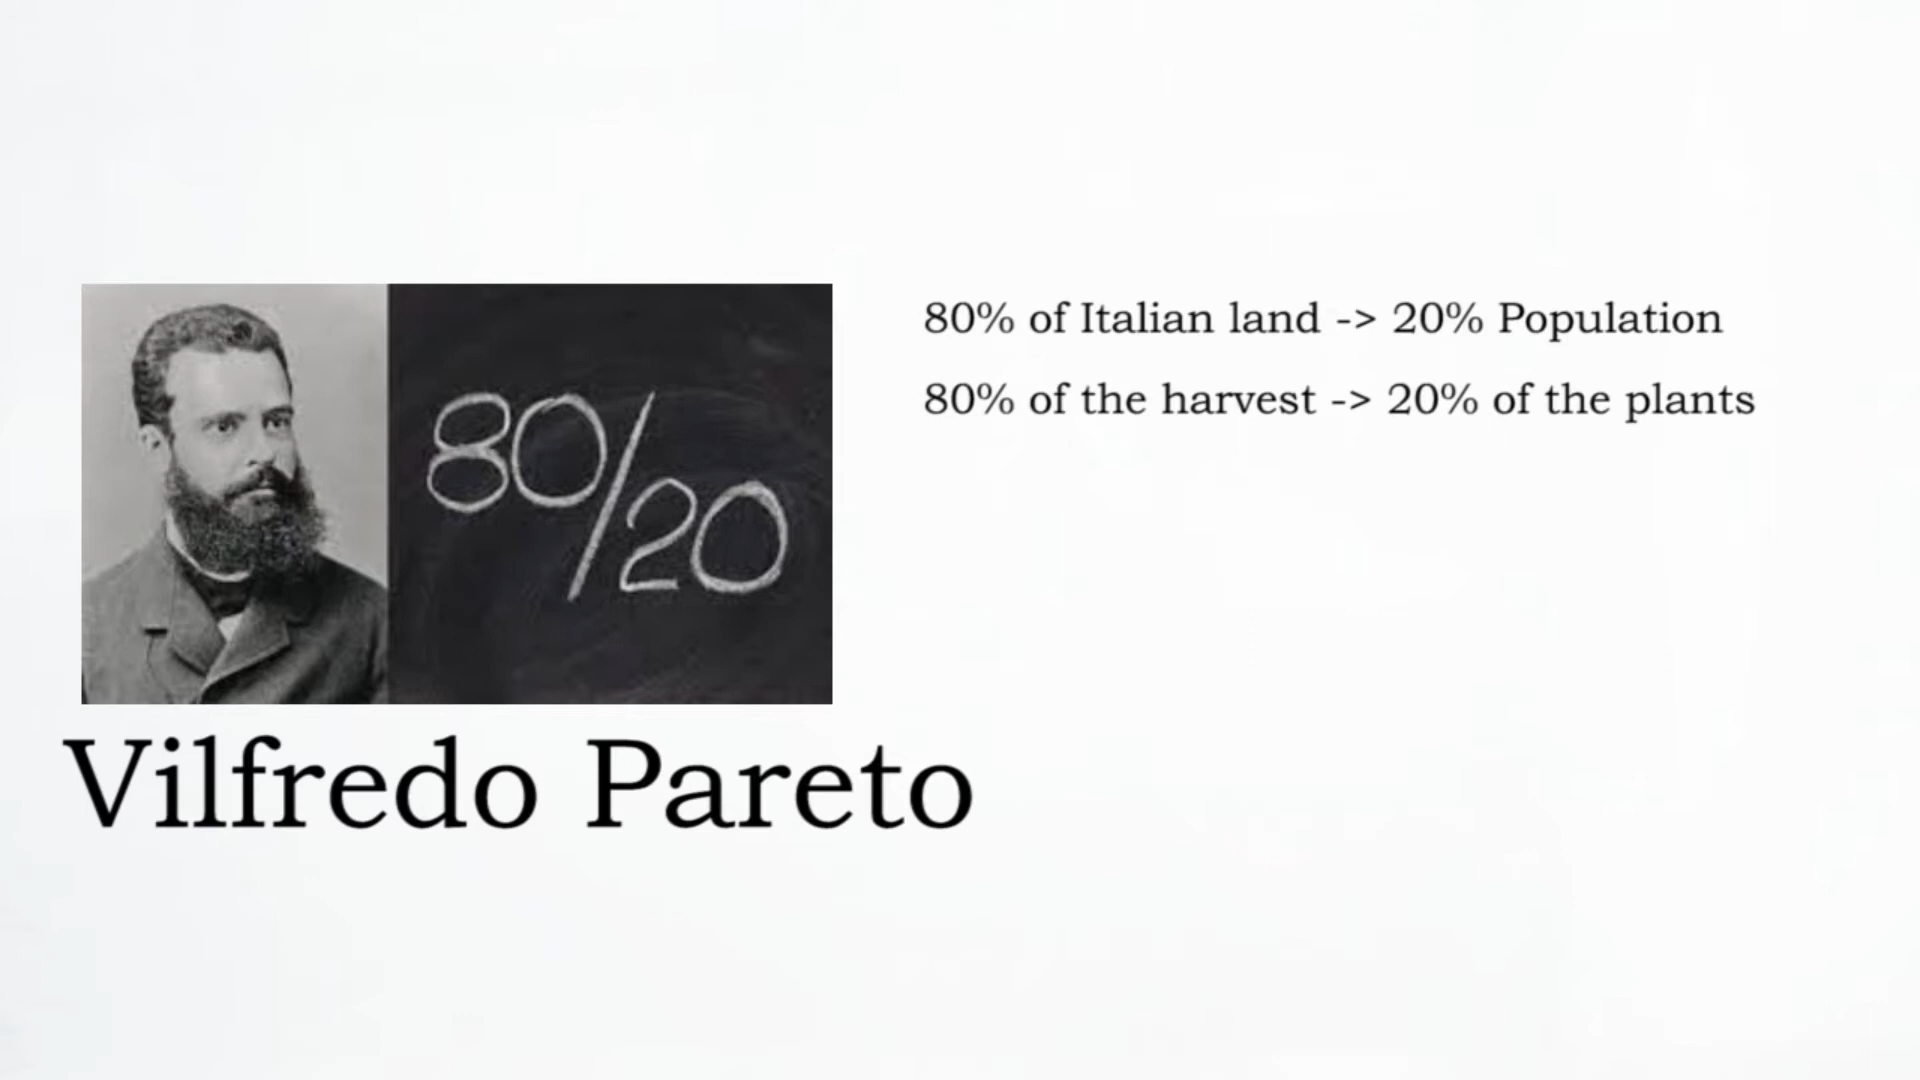 80/20
80% of Italian land -> 20% Population
80% of the harvest -> 20% of the plants
Vilfredo Pareto